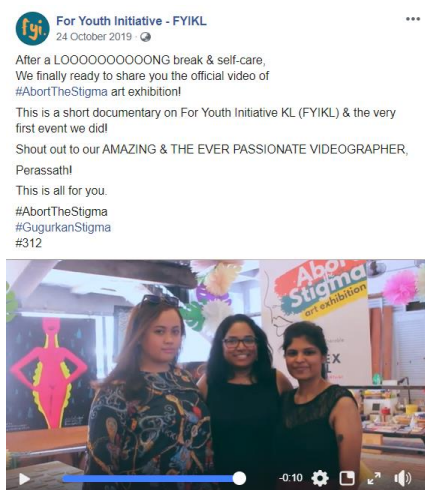 fyi.
For Youth Initiative - FYIKL
24 October 2019
After a LOOOOOOOOOONG break & self-care,
We finally ready to share you the official video of
#AbortTheStigma art exhibition!
This is a short documentary on For Youth Initiative KL (FYIKL) & the very
first event we did!
Shout out to our AMAZING & THE EVER PASSIONATE VIDEOGRAPHER,
Perassath!
This is all for you.
#AbortTheStigma
#GugurkanStigma
#312
Abor
Stigma
art exhibition
EX
-0:10